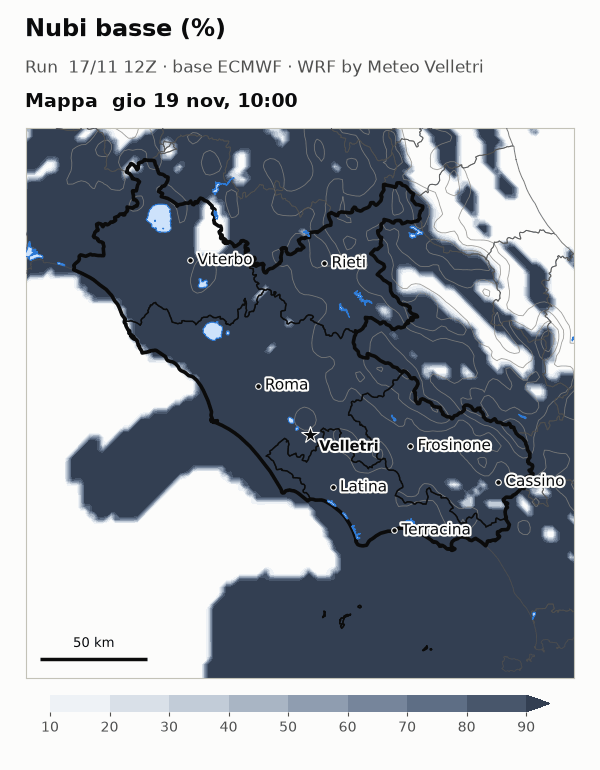 Nubi basse (%)
Run  17/11 12Z · base ECMWF · WRF by Meteo Velletri
Mappa  gio 19 nov, 10:00
Viterbo
Rieti
Roma
Velletri
Frosinone
Cassino
Latina
Terracina
50 km
10 20 30 40 50 60 70 80 90